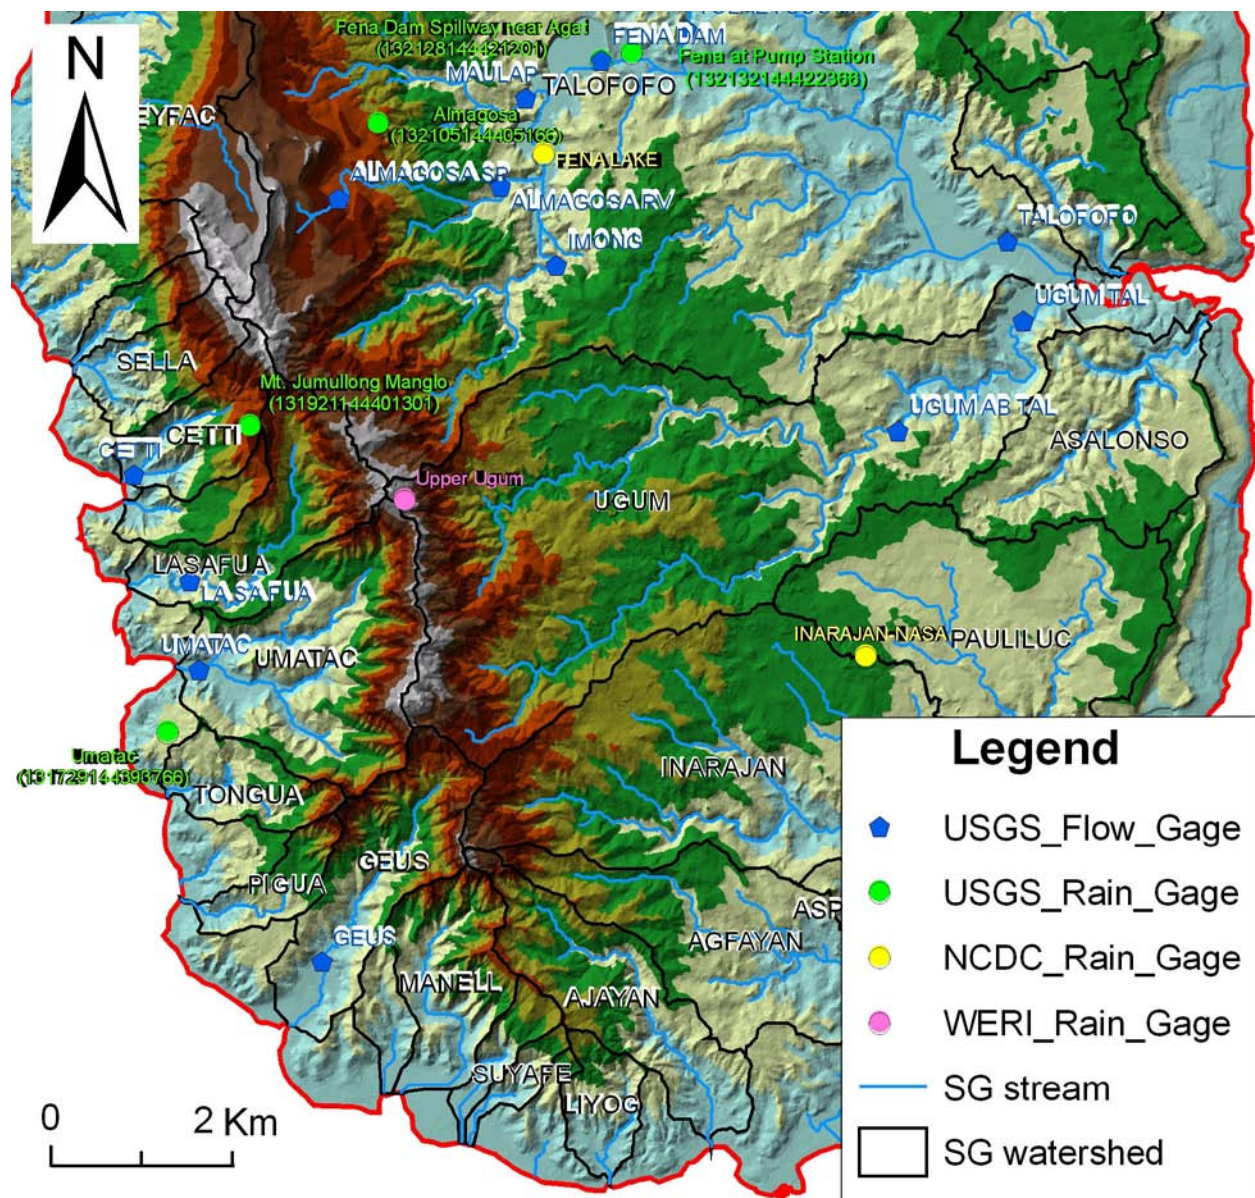 N
Fena Dam Spillway near Agat
(132128144421201)
FENA DAM
Fena at Pump Station
(132132144422366)
MAULAP
TALOFOFO
Almagosa
(132105144405166)
FENA LAKE
ALMAGOSA SP
ALMAGOSA RV
IMONG
TALOFOFO
UGUM TAL
SELLA
Mt. Jumullong Manglo
(131921144401301)
CETTI
CETTI
UGUM AB TAL
ASALONSO
Upper Ugum
UGUM
LASAFUA
LASAFUA
UMATAC
UMATAC
INARAJAN-NASA
PAULILUC
Umatac
(131729144393766)
TONGUA
INARAJAN
GEUS
PIGUA
GEUS
AGFAYAN
ASP
MANELL
AJAYAN
SUYAFE
LIYOG
0 2 Km
Legend
USGS_Flow_Gage
USGS_Rain_Gage
NCDC_Rain_Gage
WERI_Rain_Gage
SG stream
SG watershed